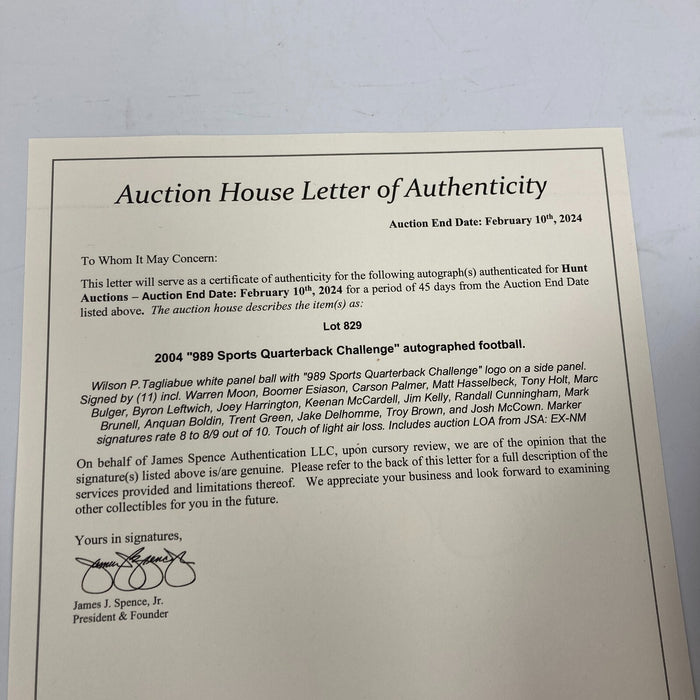 Auction House Letter of Authenticity
Auction End Date: February 10th, 2024
To Whom It May Concern:
This letter will serve as a certificate of authenticity for the following autograph(s) authenticated for Hunt
Auctions – Auction End Date: February 10th, 2024 for a period of 45 days from the Auction End Date
listed above. The auction house describes the item(s) as:
Lot 829
2004 "989 Sports Quarterback Challenge" autographed football.
Wilson P.Tagliabue white panel ball with "989 Sports Quarterback Challenge" logo on a side panel.
Signed by (11) incl. Warren Moon, Boomer Esiason, Carson Palmer, Matt Hasselbeck, Tony Holt, Marc
Bulger, Byron Leftwich, Joey Harrington, Keenan McCardell, Jim Kelly, Randall Cunningham, Mark
Brunell, Anquan Boldin, Trent Green, Jake Delhomme, Troy Brown, and Josh McCown. Marker
signatures rate 8 to 8/9 out of 10. Touch of light air loss. Includes auction LOA from JSA: EX-NM
On behalf of James Spence Authentication LLC, upon cursory review, we are of the opinion that the
signature(s) listed above is/are genuine. Please refer to the back of this letter for a full description of the
services provided and limitations thereof. We appreciate your business and look forward to examining
other collectibles for you in the future.
Yours in signatures,
James J. Spence, Jr.
James J. Spence, Jr.
President & Founder